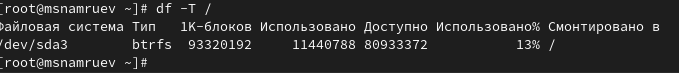 [root@msnamruev ~]# df -T /
Файловая система Тип   1K-блоков Использовано Доступно Использовано% Cмонтировано в
/dev/sda3        btrfs  93320192     11440788 80933372           13% /
[root@msnamruev ~]#